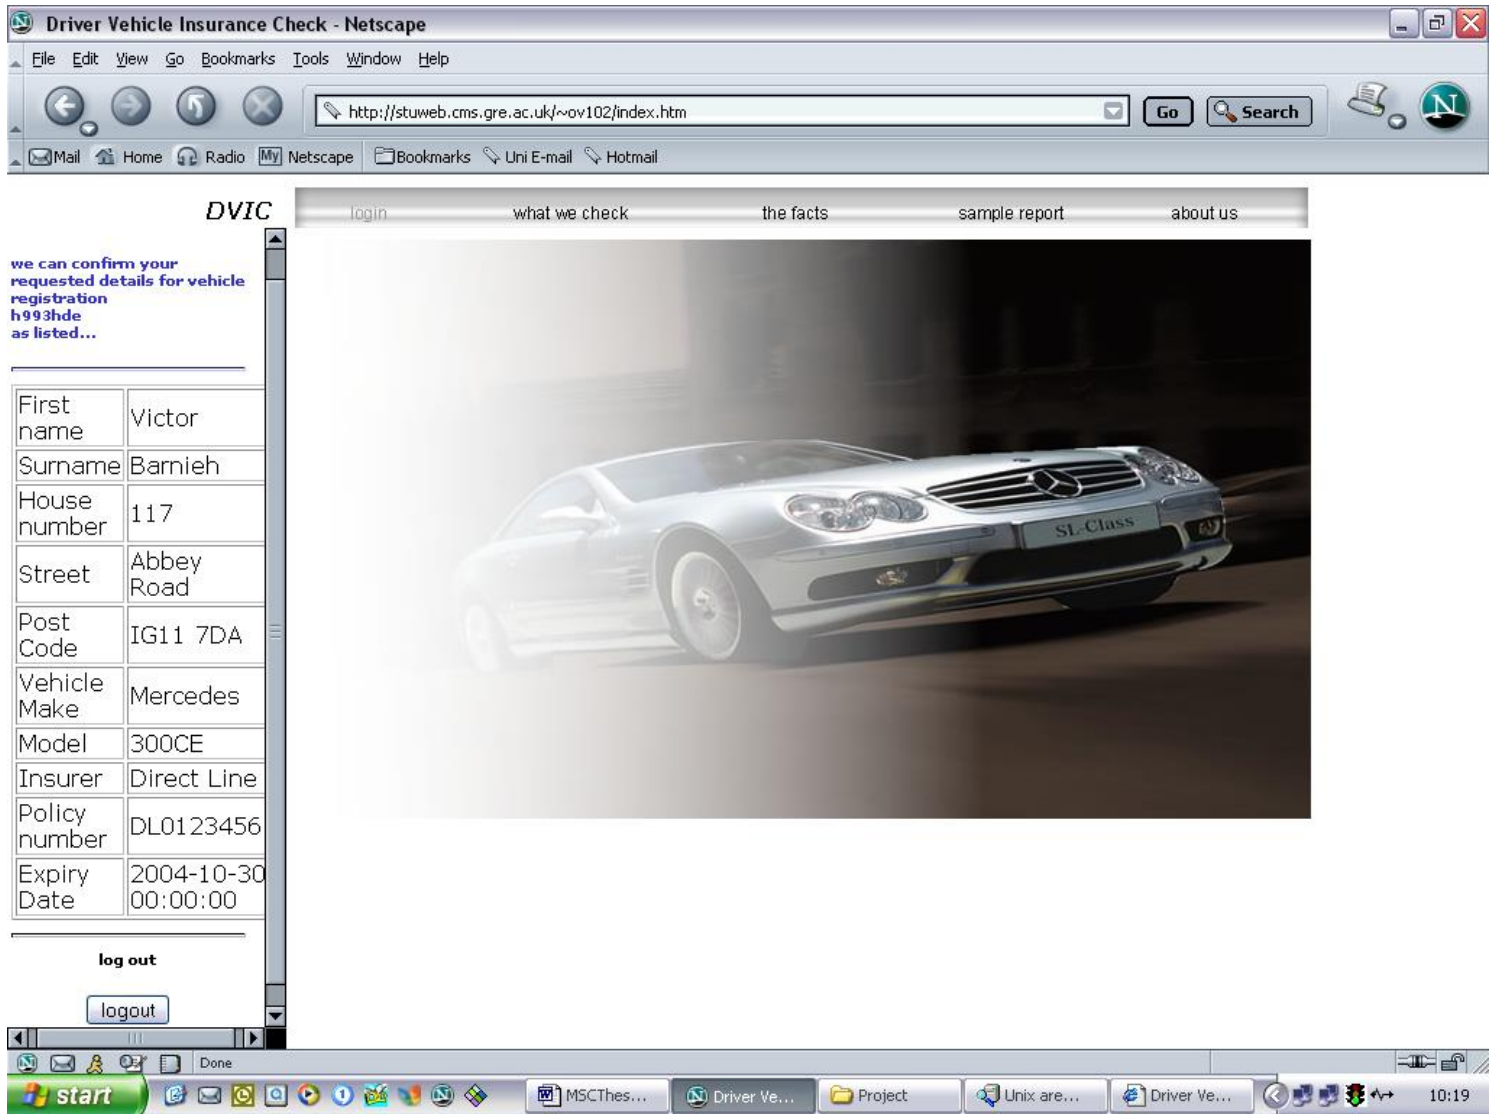 Driver Vehicle Insurance Check - Netscape
File Edit View Go Bookmarks Tools Window Help
http://stuweb.cms.gre.ac.uk/~ov102/index.htm Go Search N
Mail Home Radio My Netscape Bookmarks Uni E-mail Hotmail
DVIC login what we check the facts sample report about us
we can confirm your
requested details for vehicle
registration
h993hde
as listed...
First
name Victor
Surname Barnieh
House
number 117
Street Abbey
Road
Post
Code IG11 7DA
Vehicle
Make Mercedes
Model 300CE
Insurer Direct Line
Policy
number DL0123456
Expiry
Date 2004-10-30
00:00:00
SL-Class
log out
logout
Done
start MSCThes... Driver Ve... Project Unix are... Driver Ve... 10:19